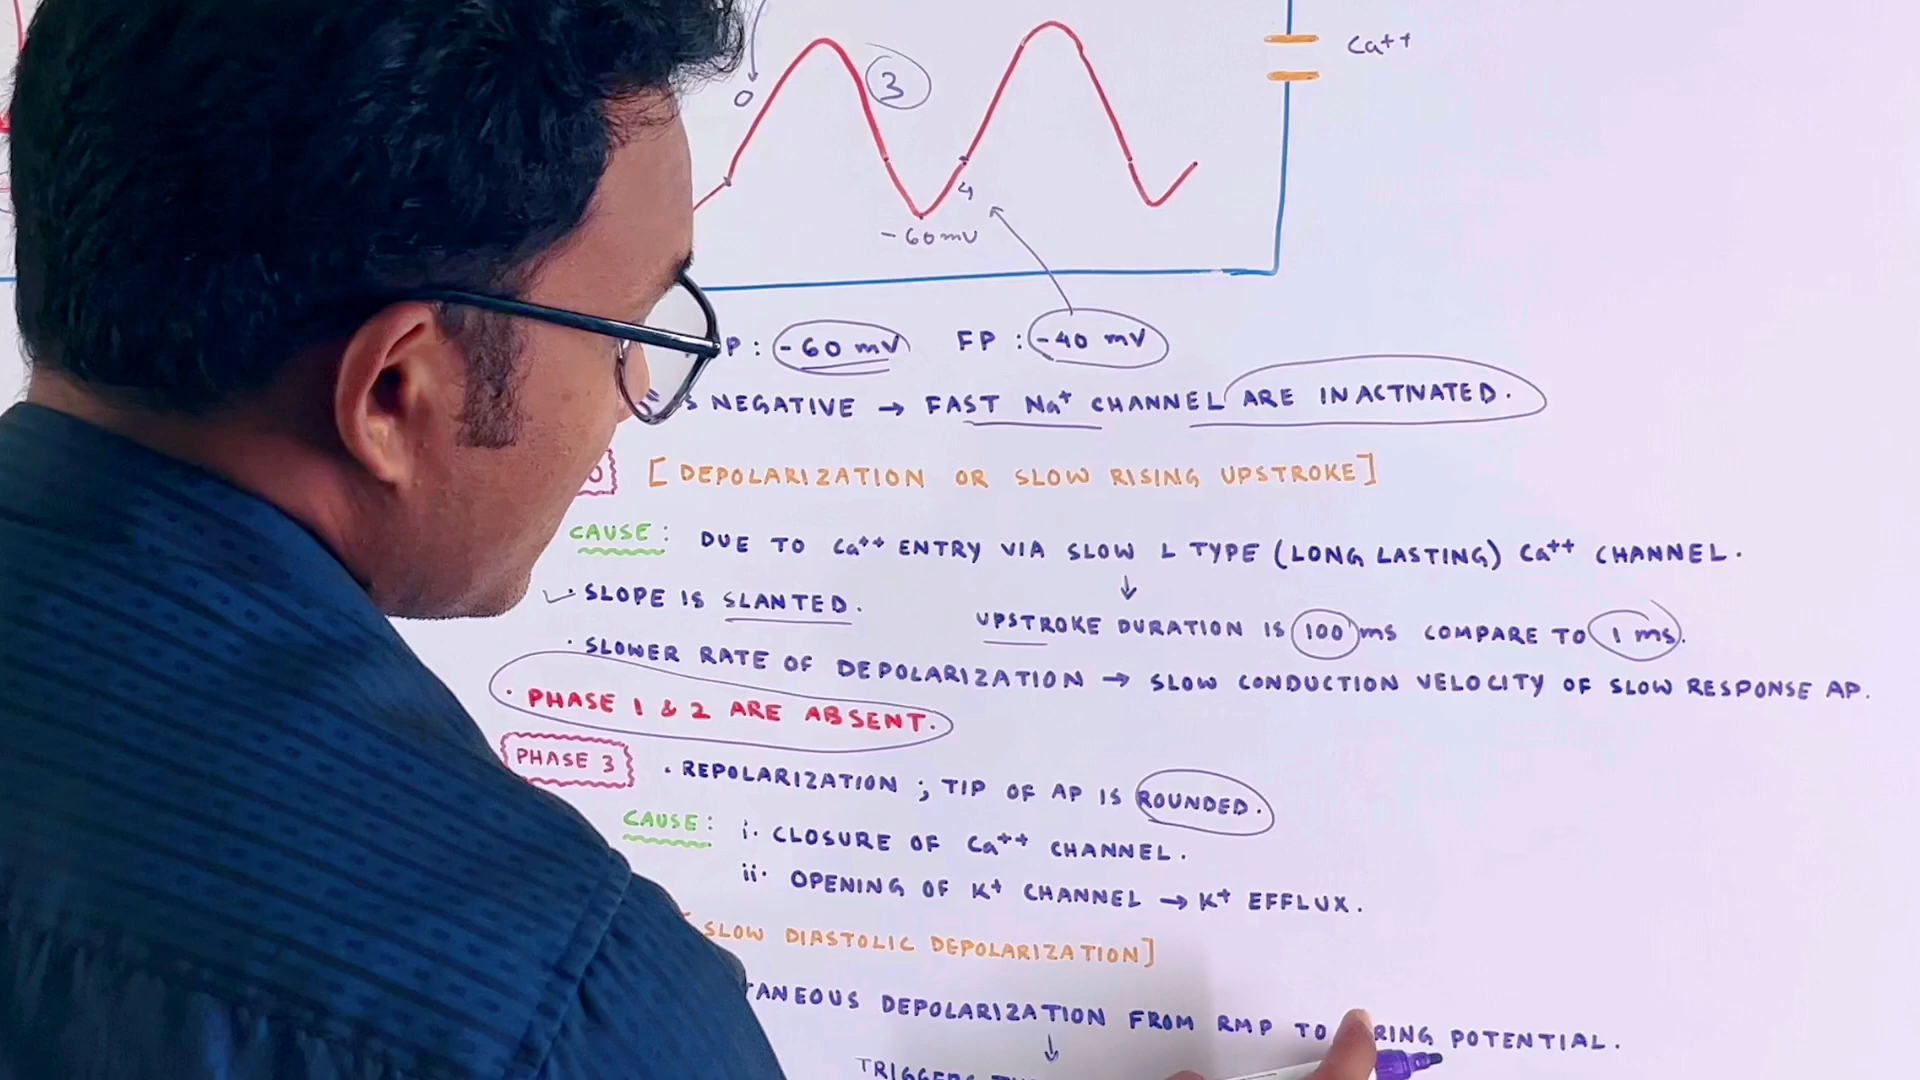 Ca++
0
3
4
-60mV
P : -60 mV FP : -40 mV
NEGATIVE → FAST Na+ CHANNEL ARE INACTIVATED.
[DEPOLARIZATION OR SLOW RISING UPSTROKE]
CAUSE : DUE TO Ca++ ENTRY VIA SLOW L TYPE (LONG LASTING) Ca++ CHANNEL.
↓
· SLOPE IS SLANTED.
UPSTROKE DURATION IS 100 ms COMPARE TO 1 ms.
· SLOWER RATE OF DEPOLARIZATION → SLOW CONDUCTION VELOCITY OF SLOW RESPONSE AP.
· PHASE 1 & 2 ARE ABSENT.
PHASE 3 · REPOLARIZATION ; TIP OF AP IS ROUNDED.
CAUSE : i. CLOSURE OF Ca++ CHANNEL.
ii. OPENING OF K+ CHANNEL → K+ EFFLUX.
SLOW DIASTOLIC DEPOLARIZATION]
TANEOUS DEPOLARIZATION FROM RMP TO RING POTENTIAL.
↓